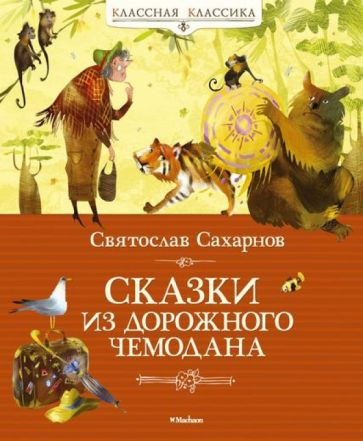 КЛАССНАЯ КЛАССИКА
Святослав Сахарнов
СКАЗКИ
ИЗ ДОРОЖНОГО
ЧЕМОДАНА
Machaon